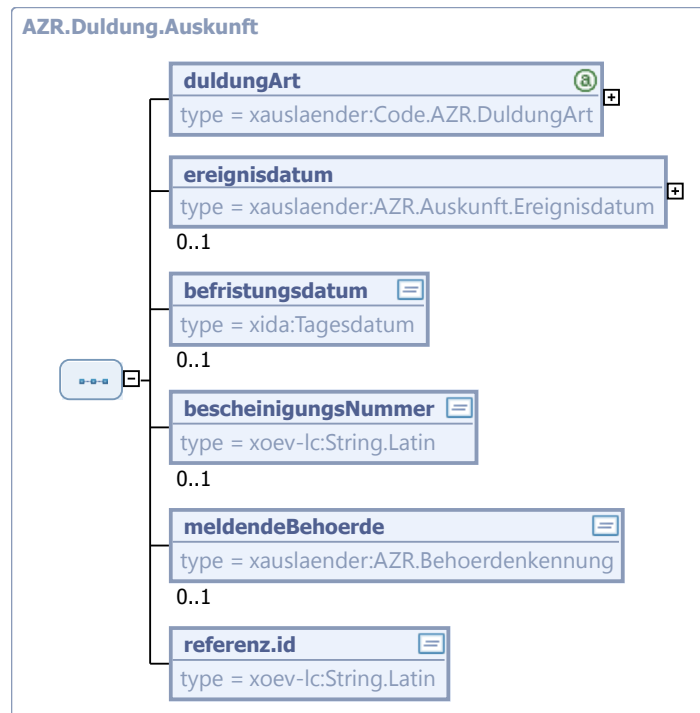 AZR.Duldung.Auskunft
duldungArt
type = xauslaender:Code.AZR.DuldungArt
ereignisdatum
type = xauslaender:AZR.Auskunft.Ereignisdatum
0..1
befristungsdatum
type = xida:Tagesdatum
0..1
bescheinigungsNummer
type = xoev-lc:String.Latin
0..1
meldendeBehoerde
type = xauslaender:AZR.Behoerdenkennung
0..1
referenz.id
type = xoev-lc:String.Latin